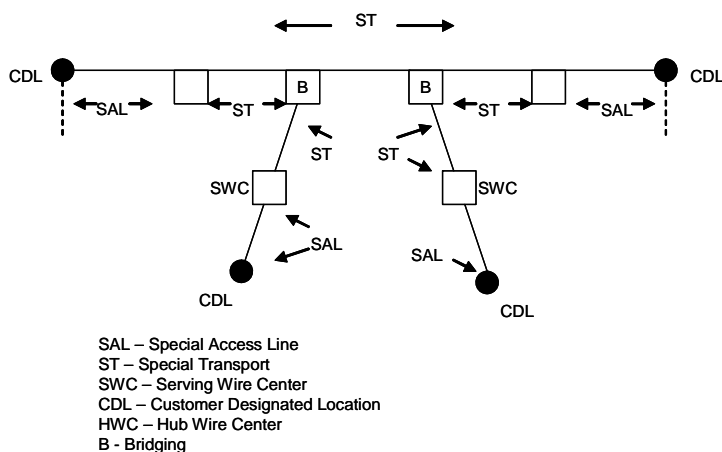 ST
CDL
B
B
CDL
SAL
ST
ST
SAL
ST
ST
SWC
SWC
SAL
SAL
CDL
CDL
SAL – Special Access Line
ST – Special Transport
SWC – Serving Wire Center
CDL – Customer Designated Location
HWC – Hub Wire Center
B - Bridging